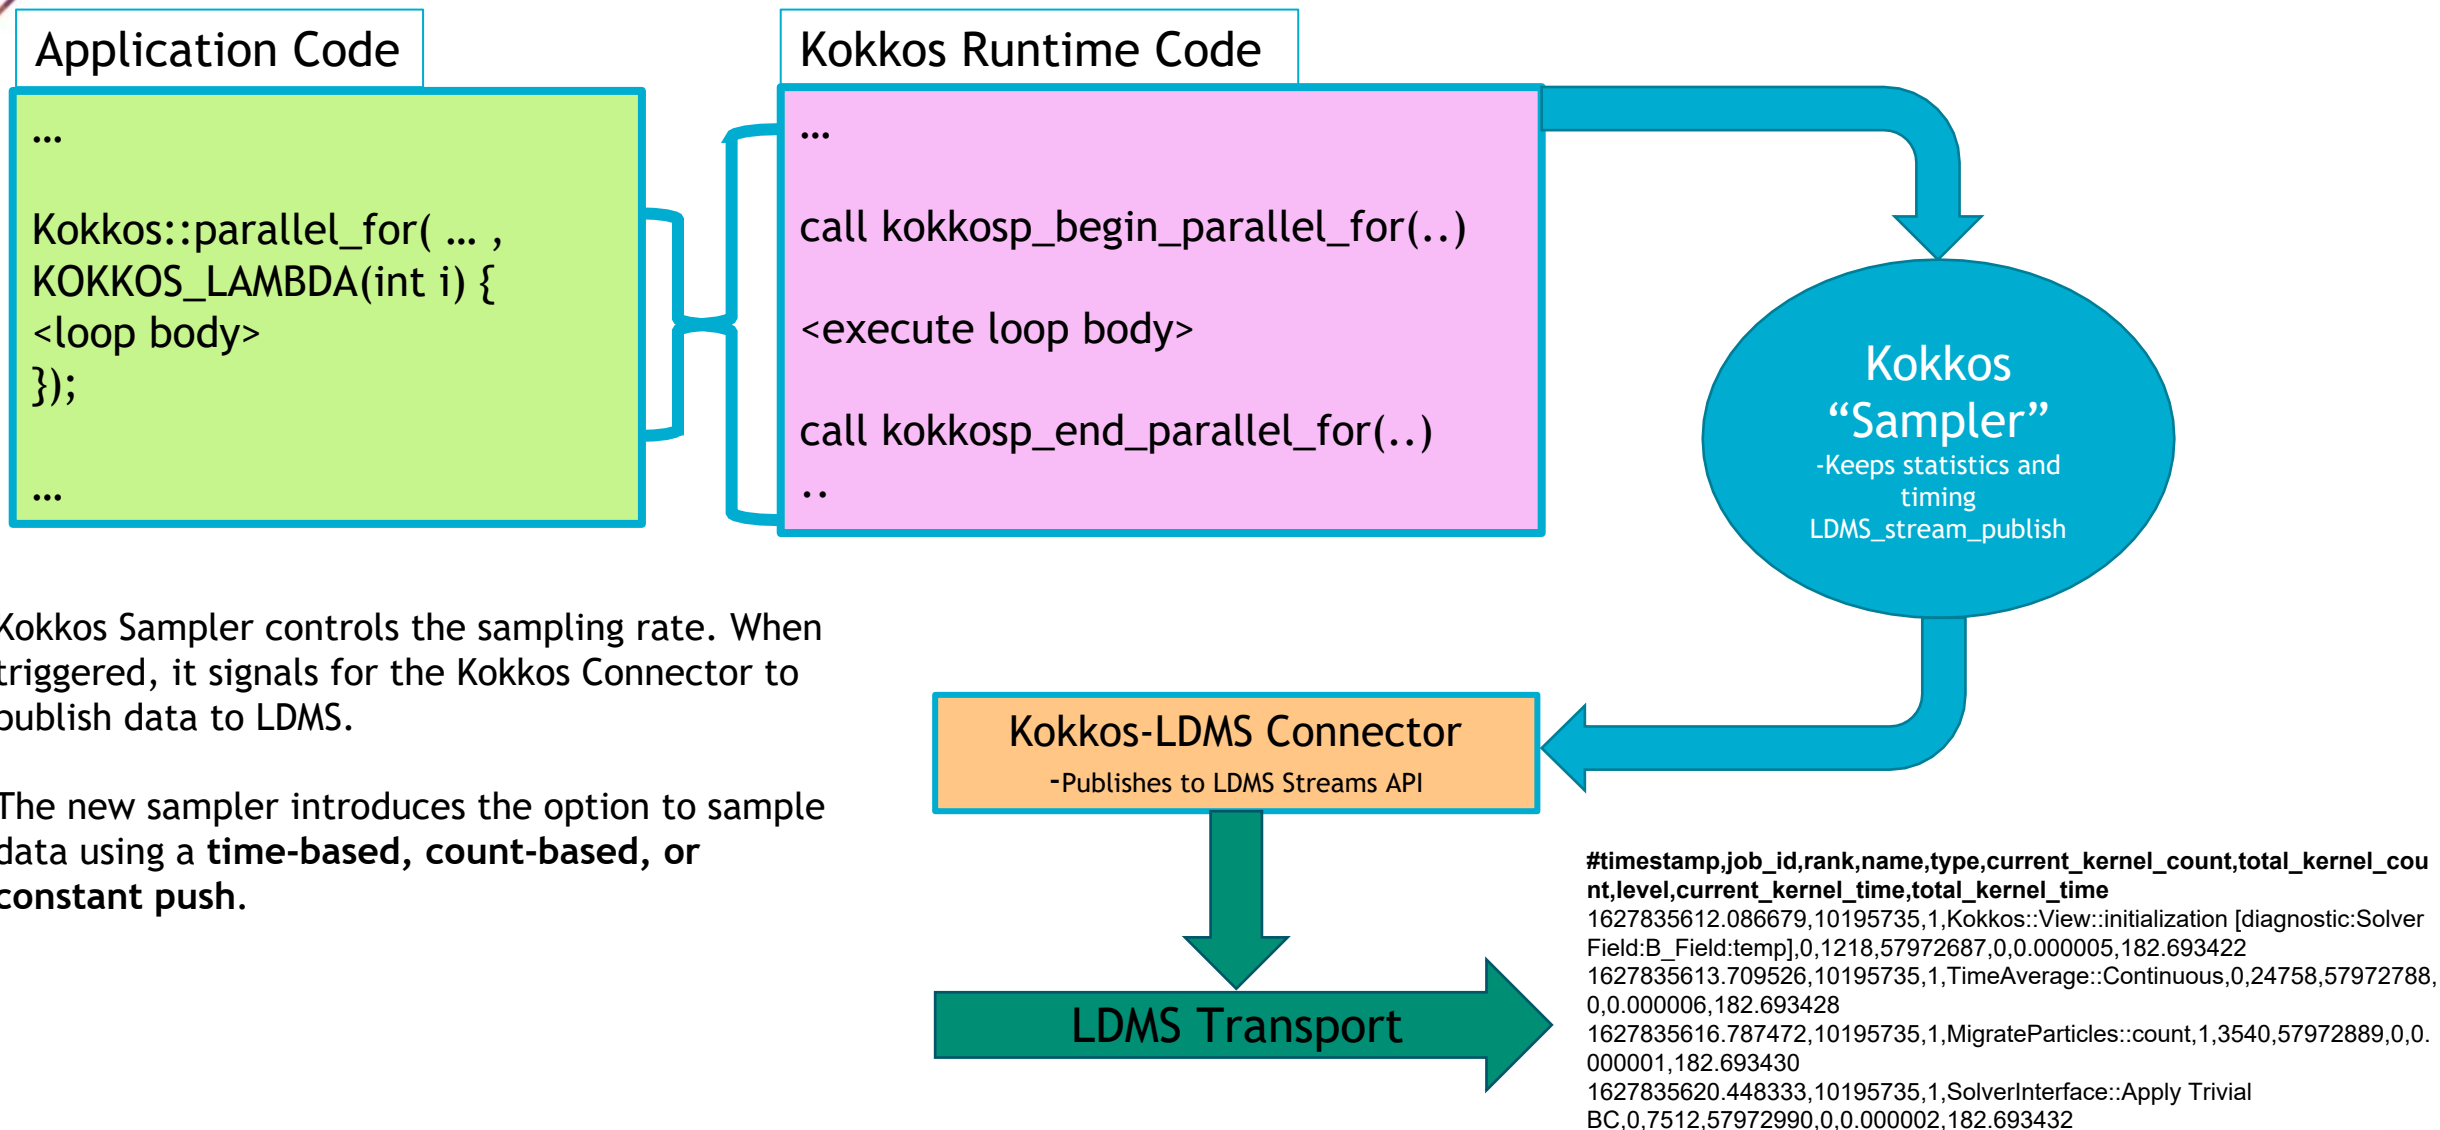 Application Code
…
Kokkos::parallel_for( … ,
KOKKOS_LAMBDA(int i) {
<loop body>
});
…
Kokkos Runtime Code
…
call kokkosp_begin_parallel_for(..)
<execute loop body>
call kokkosp_end_parallel_for(..)
..
Kokkos
“Sampler”
-Keeps statistics and
timing
LDMS_stream_publish
Kokkos Sampler controls the sampling rate. When
triggered, it signals for the Kokkos Connector to
publish data to LDMS.
The new sampler introduces the option to sample
data using a time-based, count-based, or
constant push.
Kokkos-LDMS Connector
-Publishes to LDMS Streams API
LDMS Transport
#timestamp,job_id,rank,name,type,current_kernel_count,total_kernel_cou
nt,level,current_kernel_time,total_kernel_time
1627835612.086679,10195735,1,Kokkos::View::initialization [diagnostic:Solver
Field:B_Field:temp],0,1218,57972687,0,0.000005,182.693422
1627835613.709526,10195735,1,TimeAverage::Continuous,0,24758,57972788,
0,0.000006,182.693428
1627835616.787472,10195735,1,MigrateParticles::count,1,3540,57972889,0,0.
000001,182.693430
1627835620.448333,10195735,1,SolverInterface::Apply Trivial
BC,0,7512,57972990,0,0.000002,182.693432